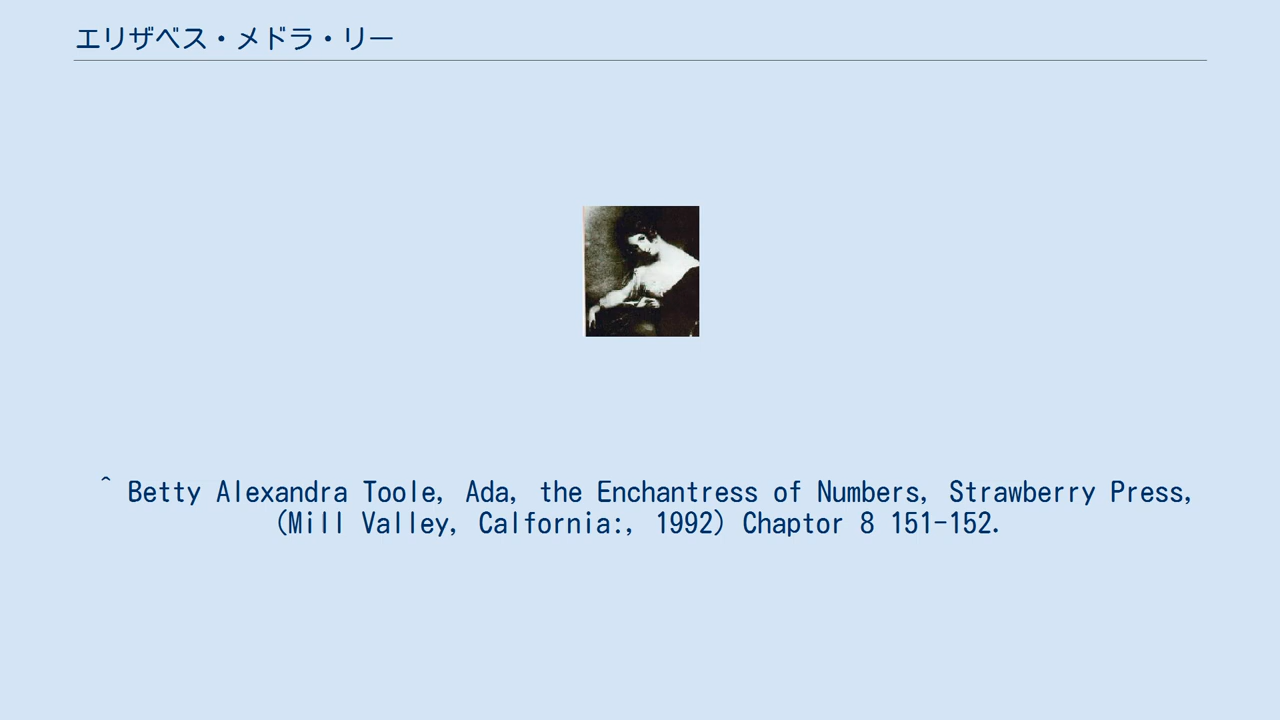 エリザベス・メドラ・リー
^ Betty Alexandra Toole, Ada, the Enchantress of Numbers, Strawberry Press,
(Mill Valley, Calfornia:, 1992) Chaptor 8 151-152.